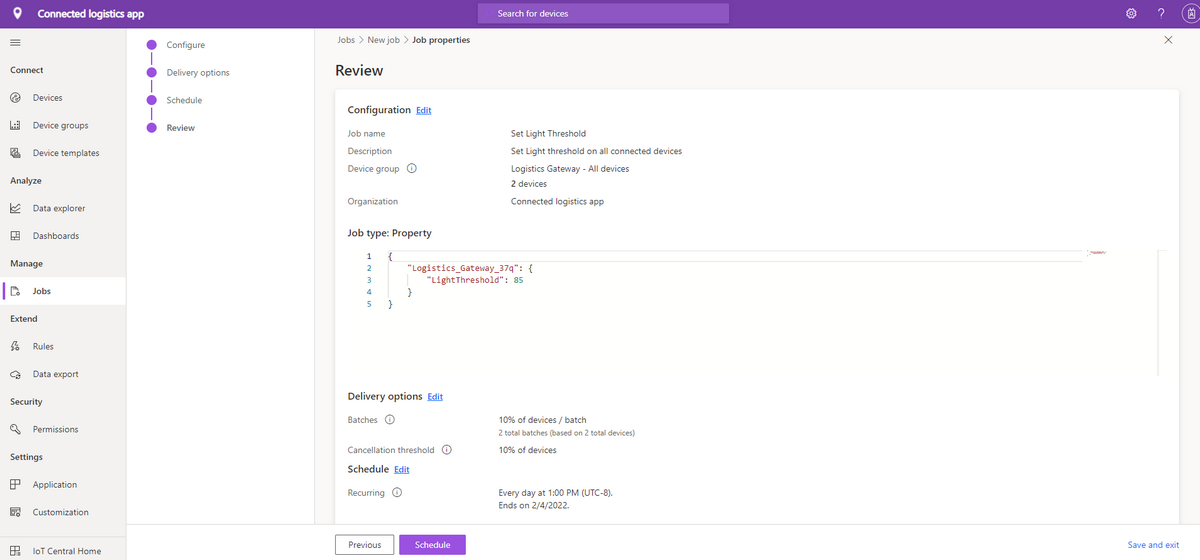 Connected logistics app
Search for devices
?
Connect
Devices
Device groups
Device templates
Analyze
Data explorer
Dashboards
Manage
Jobs
Extend
Rules
Data export
Security
Permissions
Settings
Application
Customization
IoT Central Home
Configure
Delivery options
Schedule
Review
Jobs > New job > Job properties
Review
Configuration Edit
Job name Set Light Threshold
Description Set Light threshold on all connected devices
Device group Logistics Gateway - All devices
2 devices
Organization Connected logistics app
Job type: Property
1 {
2 "Logistics_Gateway_37q": {
3 "LightThreshold": 85
4 }
5 }
Delivery options Edit
Batches 10% of devices / batch
2 total batches (based on 2 total devices)
Cancellation threshold 10% of devices
Schedule Edit
Recurring Every day at 1:00 PM (UTC-8).
Ends on 2/4/2022.
Previous Schedule Save and exit